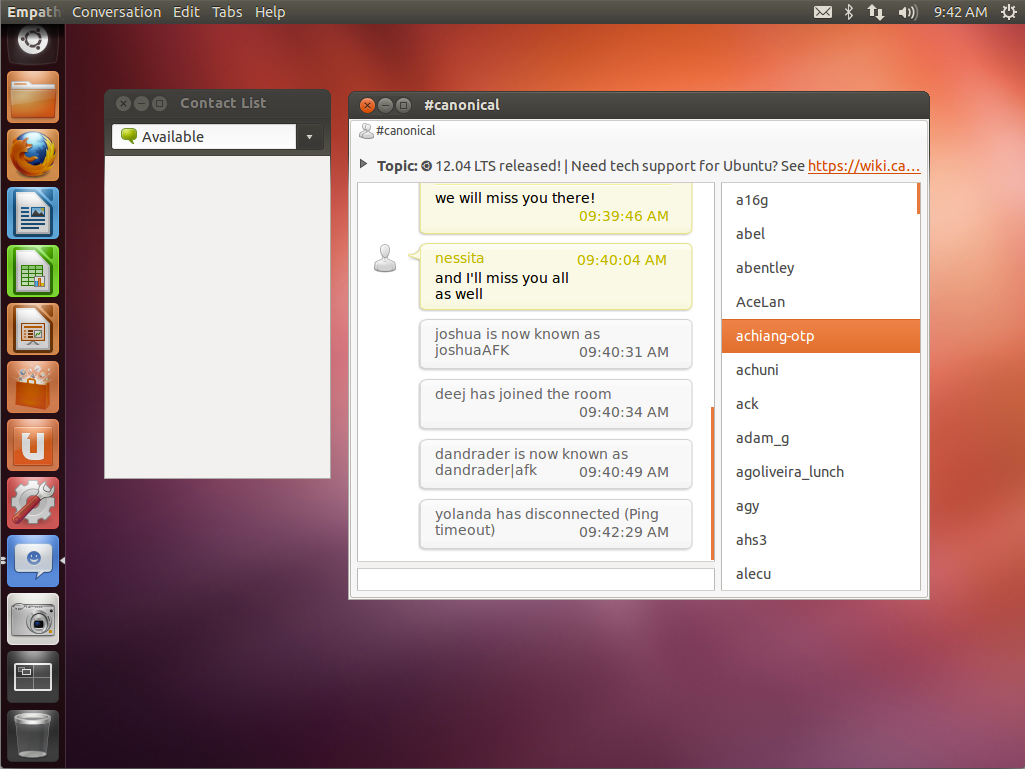 Empath Conversation Edit Tabs Help 9:42 AM
Contact List
Available
#canonical
#canonical
Topic: 12.04 LTS released! | Need tech support for Ubuntu? See https://wiki.ca...
we will miss you there!
09:39:46 AM
nessita 09:40:04 AM
and I'll miss you all
as well
joshua is now known as
joshuaAFK 09:40:31 AM
deej has joined the room
09:40:34 AM
dandrader is now known as
dandrader|afk 09:40:49 AM
yolanda has disconnected (Ping
timeout) 09:42:29 AM
a16g
abel
abentley
AceLan
achiang-otp
achuni
ack
adam_g
agoliveira_lunch
agy
ahs3
alecu